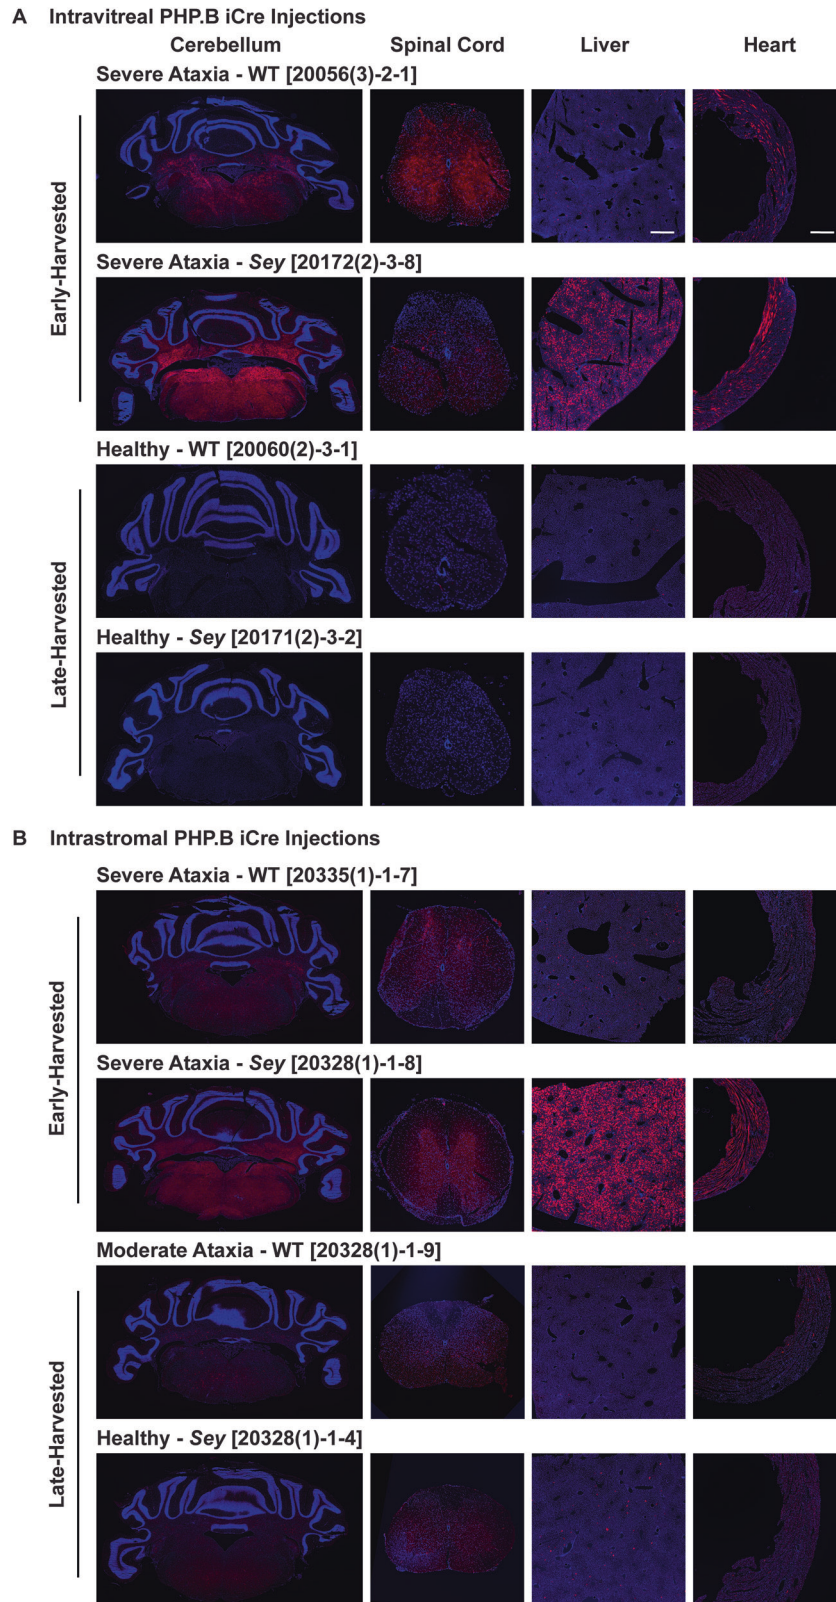 A Intravitreal PHP.B iCre Injections
Cerebellum Spinal Cord Liver Heart
Early-Harvested
Severe Ataxia - WT [20056(3)-2-1]
Severe Ataxia - Sey [20172(2)-3-8]
Late-Harvested
Healthy - WT [20060(2)-3-1]
Healthy - Sey [20171(2)-3-2]
B Intrastromal PHP.B iCre Injections
Early-Harvested
Severe Ataxia - WT [20335(1)-1-7]
Severe Ataxia - Sey [20328(1)-1-8]
Late-Harvested
Moderate Ataxia - WT [20328(1)-1-9]
Healthy - Sey [20328(1)-1-4]